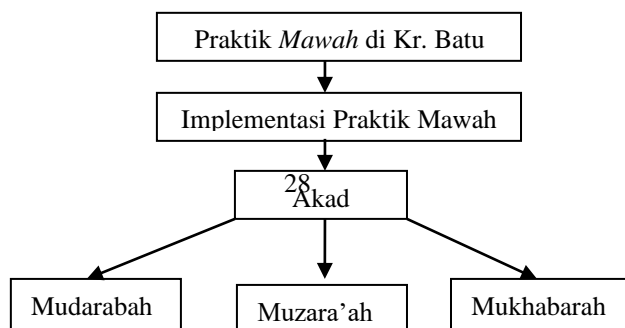 Praktik Mawah di Kr. Batu
Implementasi Praktik Mawah
28
Akad
Mudarabah
Muzara’ah
Mukhabarah